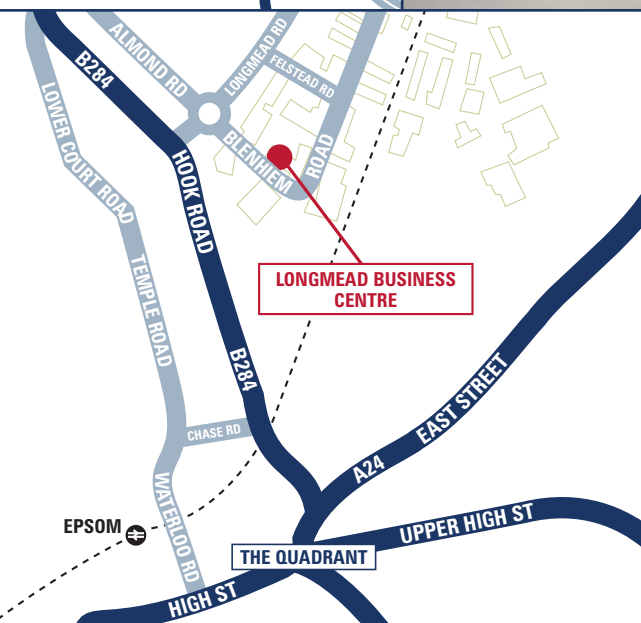 ALMOND RD
LONGMEAD RD
B284
FELSTEAD RD
LOWER COURT ROAD
BLENHIEM
ROAD
HOOK ROAD
LONGMEAD BUSINESS
CENTRE
TEMPLE ROAD
B284
EAST STREET
CHASE RD
A24
WATERLOO RD
EPSOM
UPPER HIGH ST
THE QUADRANT
HIGH ST